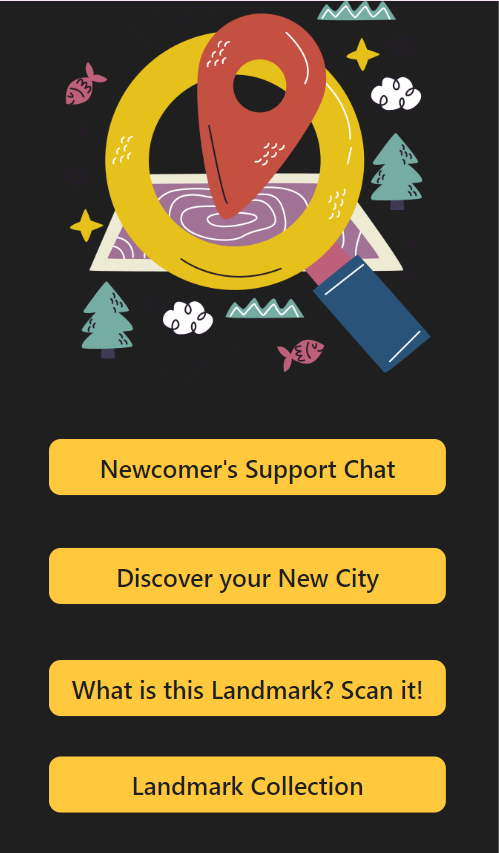 Newcomer's Support Chat
Discover your New City
What is this Landmark? Scan it!
Landmark Collection